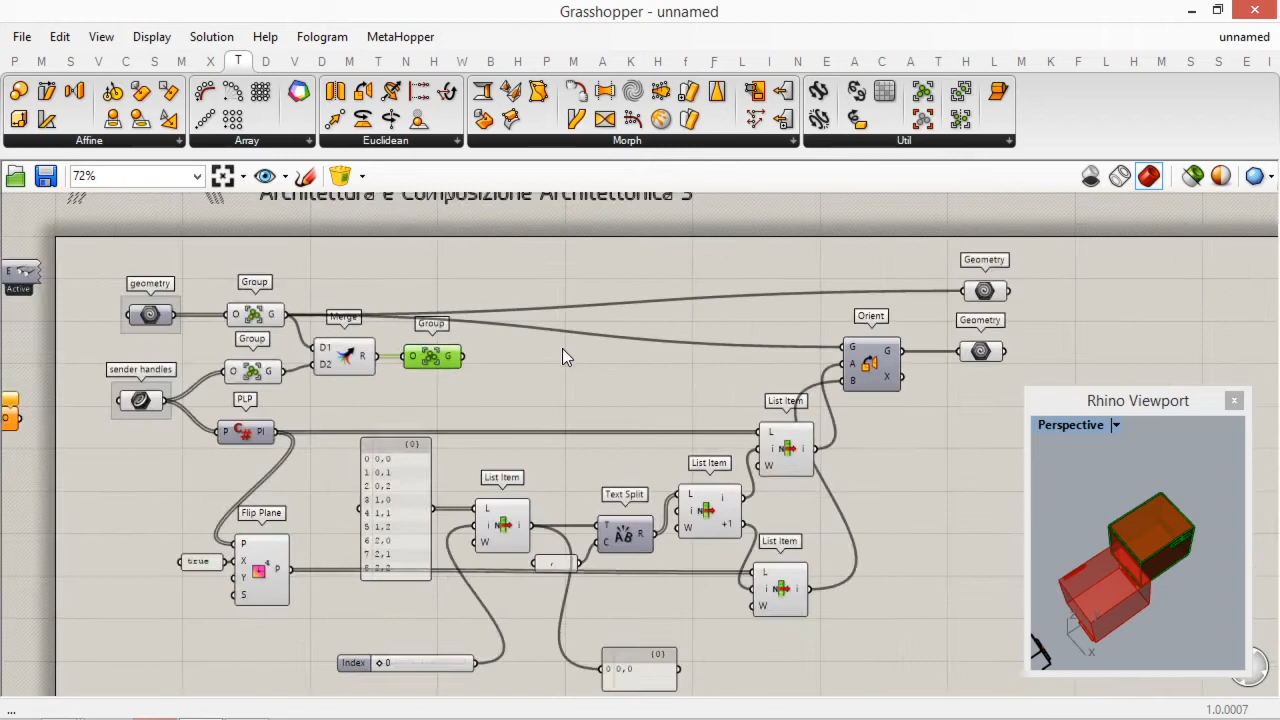 Grasshopper - unnamed
File Edit View Display Solution Help Fologram MetaHopper unnamed
P M S V C S M X T D V M T N W B H P M A K H F L I N A C M H L D H M P S S E I
Affine Array Euclidean Morph Util
72%
Architettura e Composizione Architettonica 3
E
Active
geometry
O G
Group
Merge
D1
D2
R
Group
O G
Group
O G
sender handles
PLP
P C# Pl
Flip Plane
P
X
Y
S
P
true
{0}
0 0,0
1 0,1
2 0,2
3 1,0
4 1,1
5 1,2
6 2,0
7 2,1
8 2,2
List Item
L
i
W
i
Text Split
T
C
R
,
List Item
L
i
W
i
+1
List Item
L
i
W
i
List Item
L
i
W
i
Orient
G
A
B
G
X
Geometry
Geometry
Index ◇ 0
{0}
0 0,0
Rhino Viewport
Perspective
x
...
1.0.0007